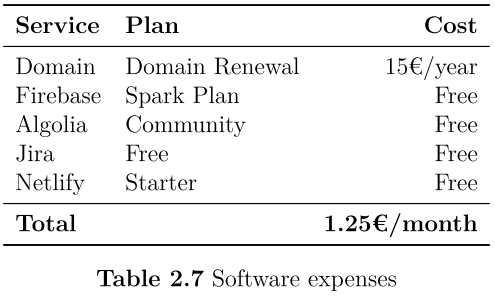 Service Plan Cost
Domain Domain Renewal 15€/year
Firebase Spark Plan Free
Algolia Community Free
Jira Free Free
Netlify Starter Free
Total 1.25€/month
Table 2.7 Software expenses